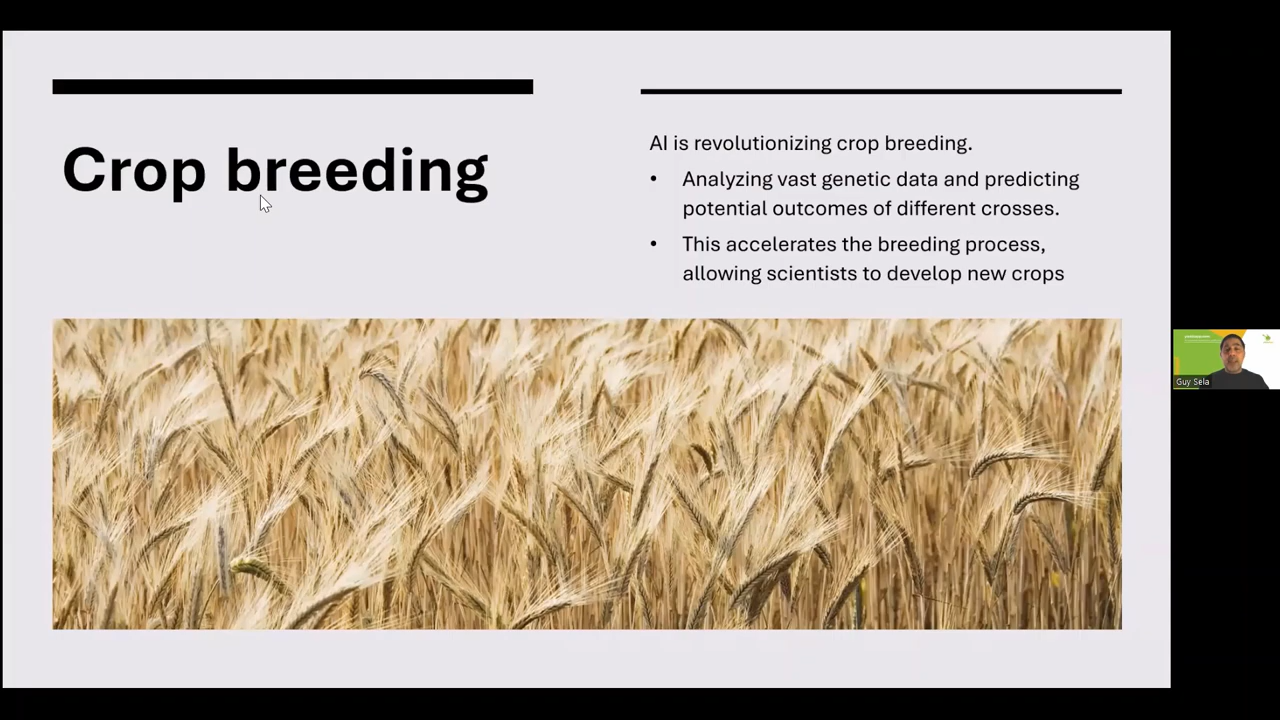 Crop breeding
AI is revolutionizing crop breeding.
• Analyzing vast genetic data and predicting
potential outcomes of different crosses.
• This accelerates the breeding process,
allowing scientists to develop new crops
Guy Sela